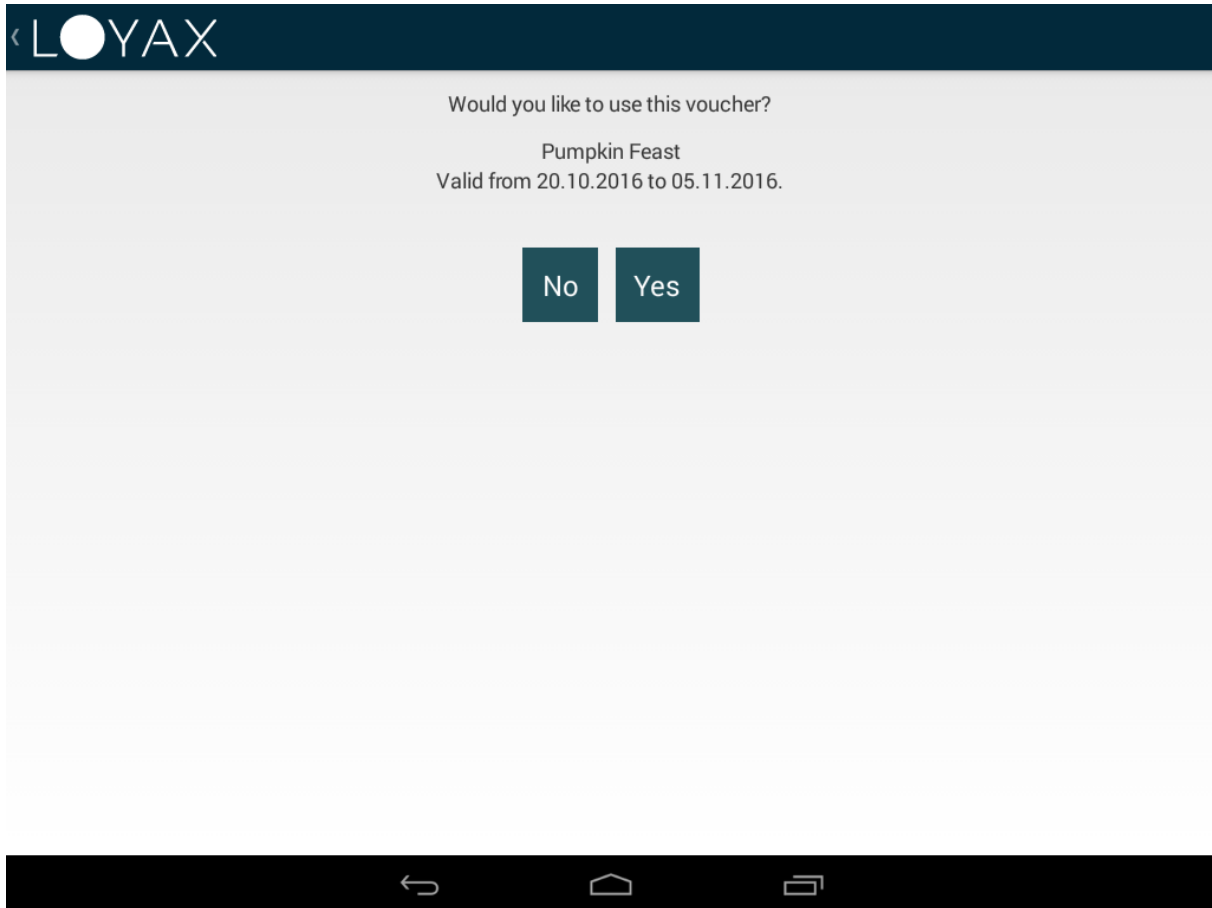 LOYAX
Would you like to use this voucher?
Pumpkin Feast
Valid from 20.10.2016 to 05.11.2016.
No Yes